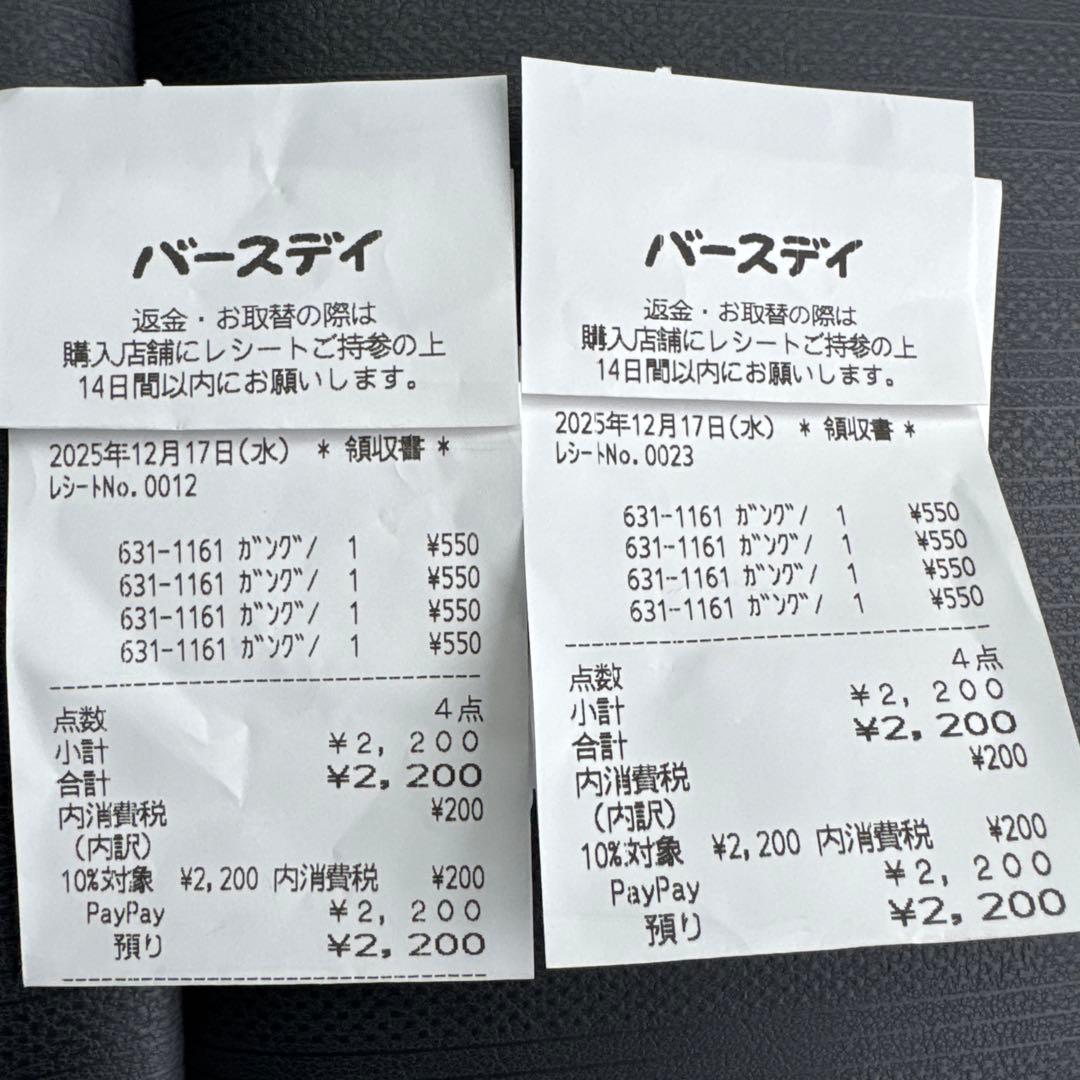 バースデイ
返金・お取替の際は
購入店舗にレシートご持参の上
14日間以内にお願いします。
2025年12月17日(水) *領収書*
ﾚｼｰﾄNo.0012
631-1161 ｶﾞﾝｸﾞ/ 1 ¥550
631-1161 ｶﾞﾝｸﾞ/ 1 ¥550
631-1161 ｶﾞﾝｸﾞ/ 1 ¥550
631-1161 ｶﾞﾝｸﾞ/ 1 ¥550
点数 4点
小計 ¥2,200
合計 ¥2,200
内消費税 ¥200
(内訳)
10%対象 ¥2,200 内消費税 ¥200
PayPay ¥2,200
預り ¥2,200
バースデイ
返金・お取替の際は
購入店舗にレシートご持参の上
14日間以内にお願いします。
2025年12月17日(水) *領収書*
ﾚｼｰﾄNo.0023
631-1161 ｶﾞﾝｸﾞ/ 1 ¥550
631-1161 ｶﾞﾝｸﾞ/ 1 ¥550
631-1161 ｶﾞﾝｸﾞ/ 1 ¥550
631-1161 ｶﾞﾝｸﾞ/ 1 ¥550
点数 4点
小計 ¥2,200
合計 ¥2,200
内消費税 ¥200
(内訳)
10%対象 ¥2,200 内消費税 ¥200
PayPay ¥2,200
預り ¥2,200